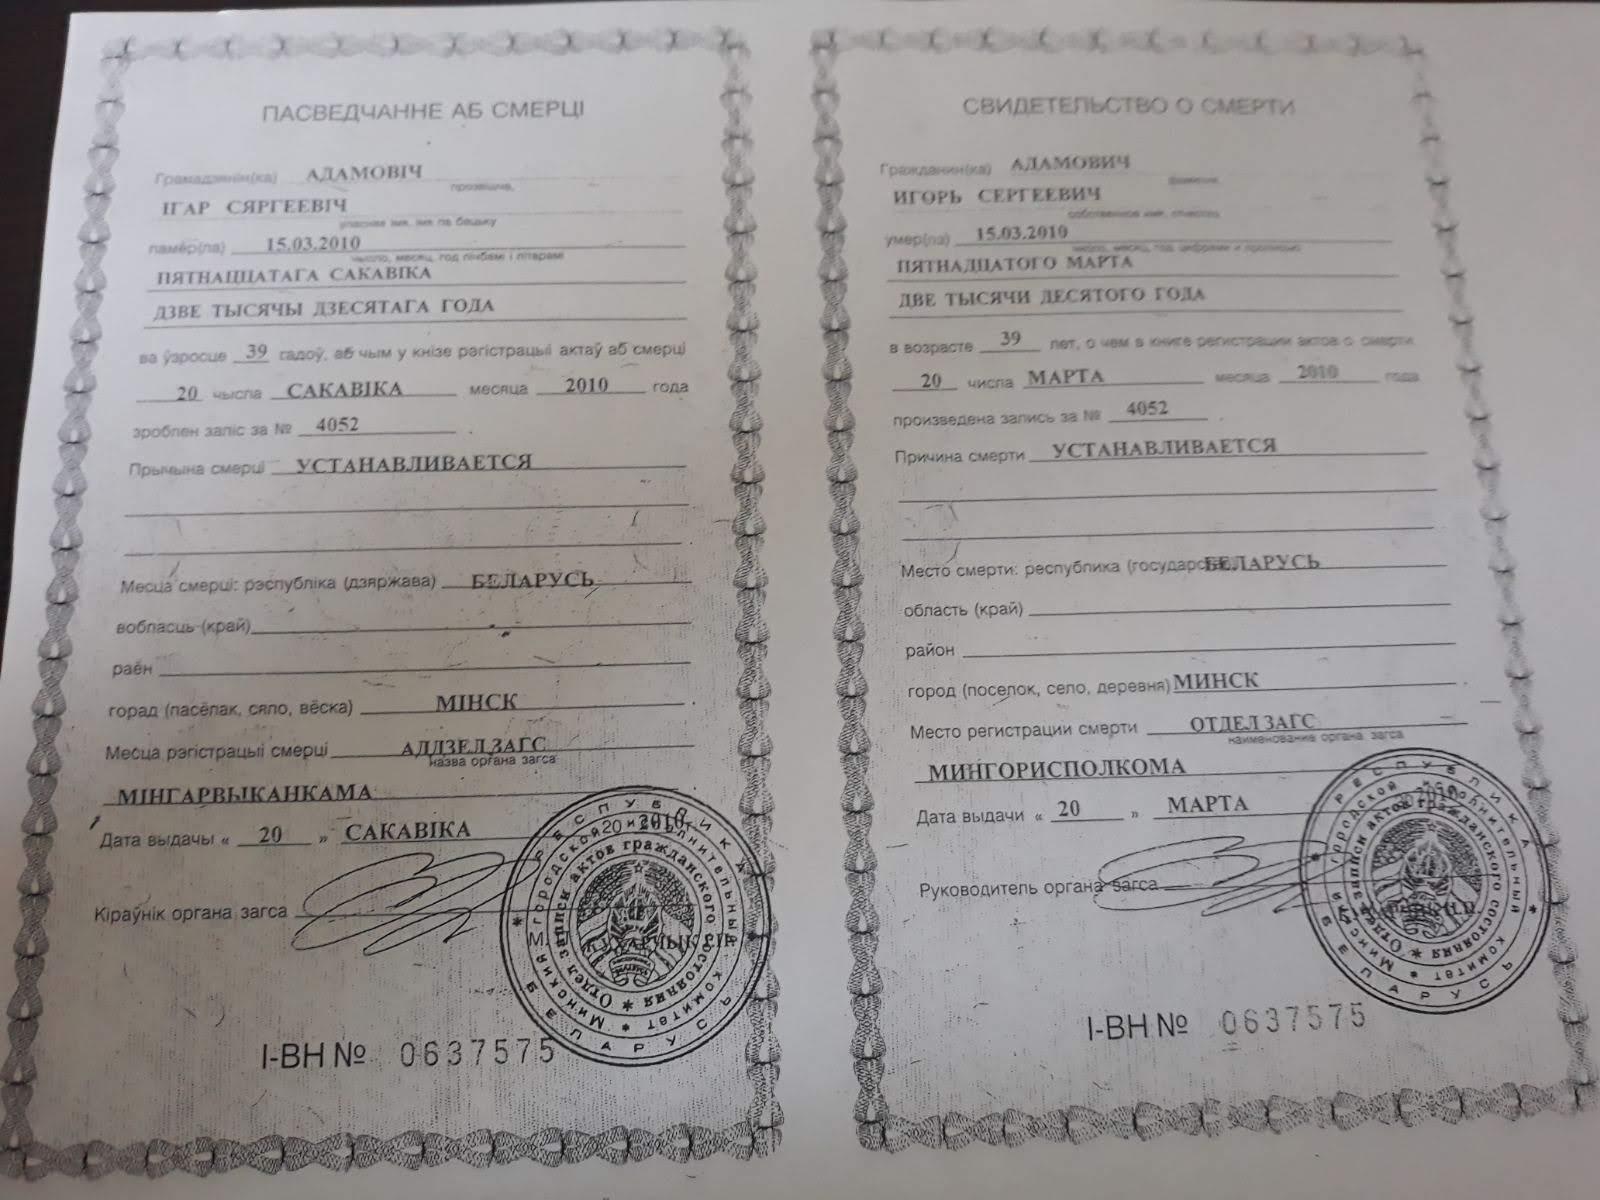 ПАСВЕДЧАННЕ АБ СМЕРЦІ
Грамадзянін(ка) АДАМОВІЧ
прозвішча,
ІГАР СЯРГЕЕВІЧ
уласнае імя, імя па бацьку
памёр(ла) 15.03.2010
число, месяц, год лічбамі і літарамі
ПЯТНАЦЦАТАГА САКАВІКА
ДЗВЕ ТЫСЯЧЫ ДЗЕСЯТАГА ГОДА
ва ўзросце 39 гадоў, аб чым у кнізе рэгістрацыі актаў аб смерці
20 чысла САКАВІКА месяца 2010 года
зроблен запіс за № 4052
Прычына смерці УСТАНАВЛИВАЕТСЯ
Месца смерці: рэспубліка (дзяржава) БЕЛАРУСЬ
вобласць (край)
раён
горад (пасёлак, сяло, вёска) МІНСК
Месца рэгістрацыі смерці АДДЗЕЛ ЗАГС
назва органа загса
МІНГАРВЫКАНКАМА
Дата выдачы « 20 » САКАВІКА 2010 г.
Кіраўнік органа загса
М.П.
РЕСПУБЛИКА БЕЛАРУСЬ
Минский городской исполнительный комитет
Отдел записи актов гражданского состояния
І-ВН № 0637575
СВИДЕТЕЛЬСТВО О СМЕРТИ
Гражданин(ка) АДАМОВИЧ
фамилия,
ИГОРЬ СЕРГЕЕВИЧ
собственное имя, отчество
умер(ла) 15.03.2010
число, месяц, год цифрами и прописью
ПЯТНАДЦАТОГО МАРТА
ДВЕ ТЫСЯЧИ ДЕСЯТОГО ГОДА
в возрасте 39 лет, о чем в книге регистрации актов о смерти
20 числа МАРТА месяца 2010 года
произведена запись за № 4052
Причина смерти УСТАНАВЛИВАЕТСЯ
Место смерти: республика (государство) БЕЛАРУСЬ
область (край)
район
город (поселок, село, деревня) МИНСК
Место регистрации смерти ОТДЕЛ ЗАГС
наименование органа загса
МИНГОРИСПОЛКОМА
Дата выдачи « 20 » МАРТА 2010
Руководитель органа загса
РЕСПУБЛИКА БЕЛАРУСЬ
Минский городской исполнительный комитет
Отдел записи актов гражданского состояния
І-ВН № 0637575